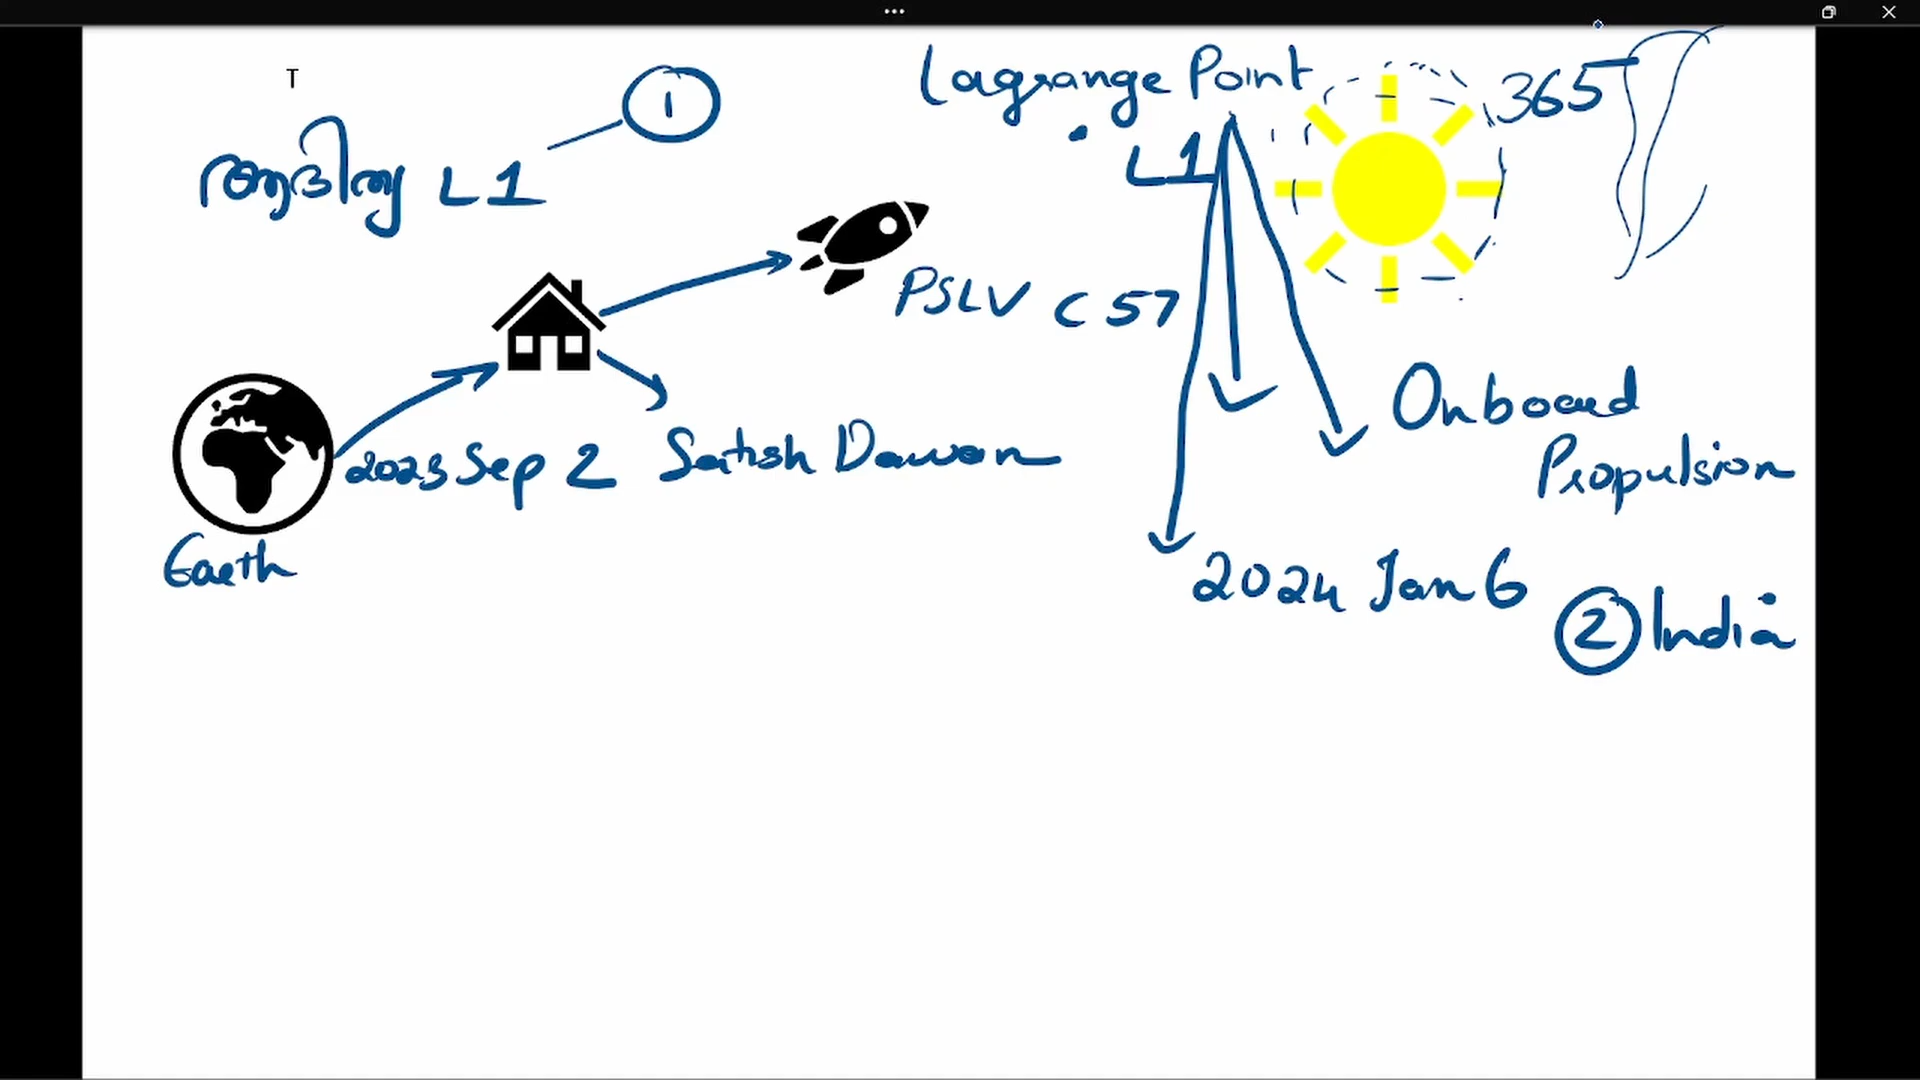 Lagrange Point
365
1
ആദിത്യ L1
L1
PSLV C 57
Onboard
Propulsion
2023 Sep 2
Satish Dawan
Earth
2024 Jan 6
2 India